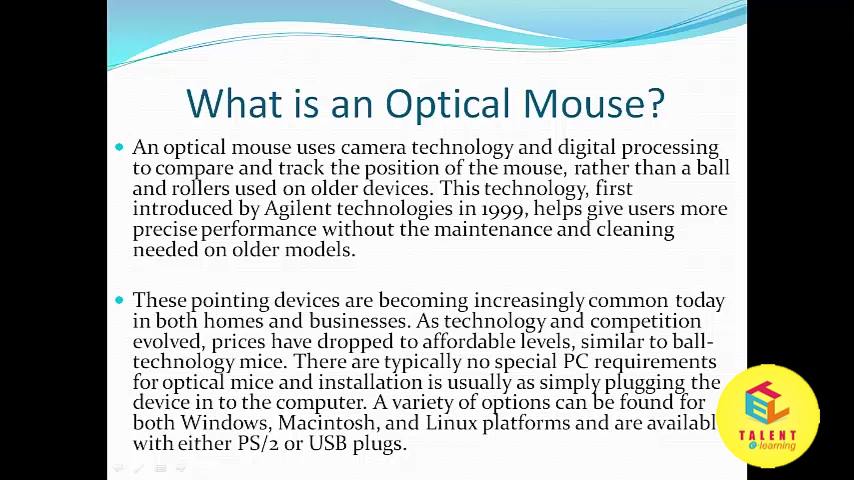 What is an Optical Mouse?
• An optical mouse uses camera technology and digital processing
to compare and track the position of the mouse, rather than a ball
and rollers used on older devices. This technology, first
introduced by Agilent technologies in 1999, helps give users more
precise performance without the maintenance and cleaning
needed on older models.
• These pointing devices are becoming increasingly common today
in both homes and businesses. As technology and competition
evolved, prices have dropped to affordable levels, similar to ball-
technology mice. There are typically no special PC requirements
for optical mice and installation is usually as simply plugging the
device in to the computer. A variety of options can be found for
both Windows, Macintosh, and Linux platforms and are availabl
with either PS/2 or USB plugs.
TEL
TALENT
e-learning